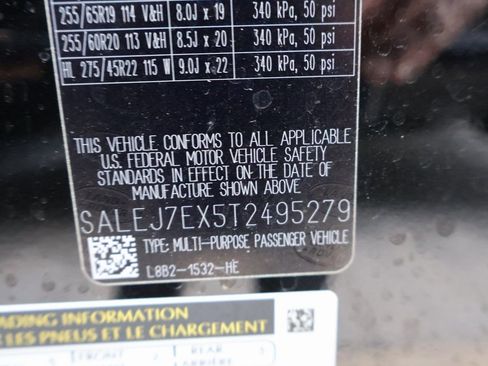 255/65R19 114 V&H 8.0J x 19 340 kPa, 50 psi
255/60R20 113 V&H 8.5J x 20 340 kPa, 50 psi
HL 275/45R22 115 W 9.0J x 22 340 kPa, 50 psi
THIS VEHICLE CONFORMS TO ALL APPLICABLE
U.S. FEDERAL MOTOR VEHICLE SAFETY
STANDARDS IN EFFECT ON THE DATE OF
MANUFACTURE SHOWN ABOVE
SALEJ7EX5T2495279
TYPE: MULTI-PURPOSE PASSENGER VEHICLE
L8B2-1532-HE
ADING INFORMATION
LES PNEUS ET LE CHARGEMENT
FRONT
REAR